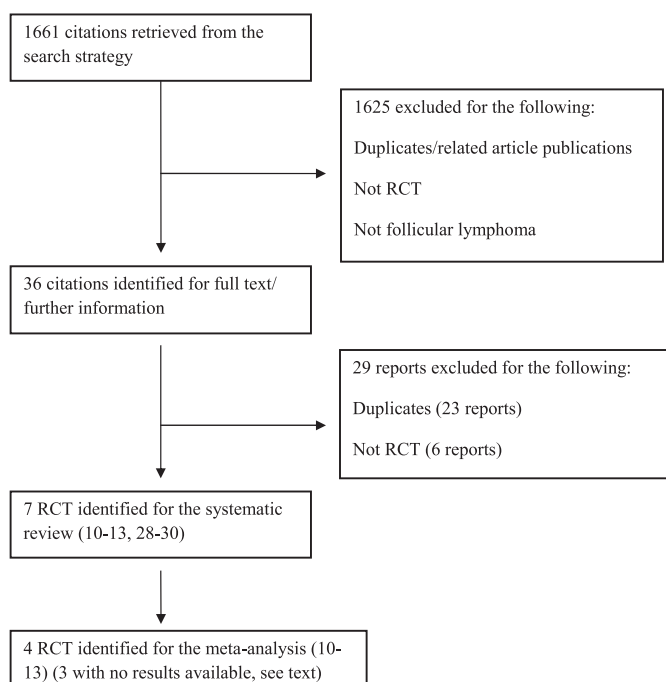 1661 citations retrieved from the
search strategy
1625 excluded for the following:
Duplicates/related article publications
Not RCT
Not follicular lymphoma
36 citations identified for full text/
further information
29 reports excluded for the following:
Duplicates (23 reports)
Not RCT (6 reports)
7 RCT identified for the systematic
review (10-13, 28-30)
4 RCT identified for the meta-analysis (10-
13) (3 with no results available, see text)